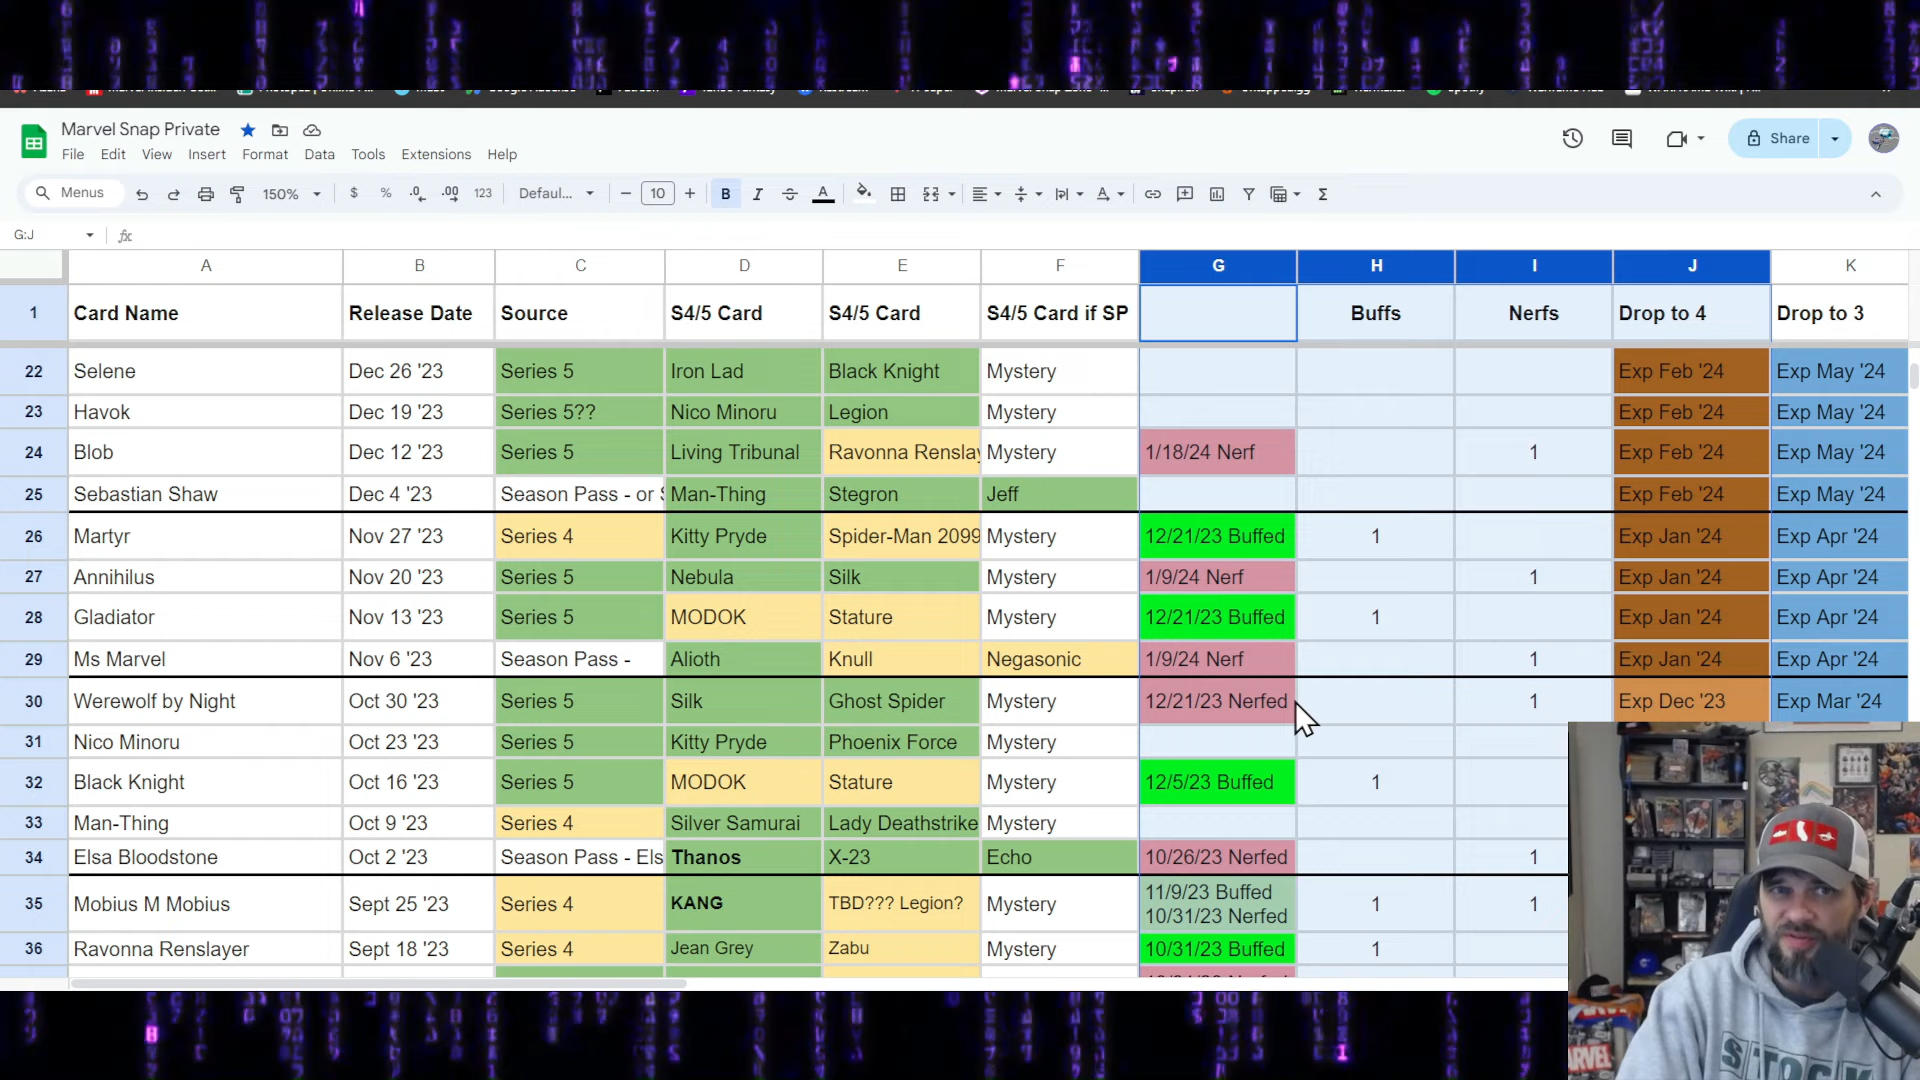 Marvel Snap Private
File Edit View Insert Format Data Tools Extensions Help
Share
Menus 150% $ % .0 .00 123 Defaul... 10 B I A
G:J fx
A B C D E F G H I J K
1 Card Name Release Date Source S4/5 Card S4/5 Card S4/5 Card if SP Buffs Nerfs Drop to 4 Drop to 3
22 Selene Dec 26 '23 Series 5 Iron Lad Black Knight Mystery Exp Feb '24 Exp May '24
23 Havok Dec 19 '23 Series 5?? Nico Minoru Legion Mystery Exp Feb '24 Exp May '24
24 Blob Dec 12 '23 Series 5 Living Tribunal Ravonna Renslay Mystery 1/18/24 Nerf 1 Exp Feb '24 Exp May '24
25 Sebastian Shaw Dec 4 '23 Season Pass - or S Man-Thing Stegron Jeff Exp Feb '24 Exp May '24
26 Martyr Nov 27 '23 Series 4 Kitty Pryde Spider-Man 2099 Mystery 12/21/23 Buffed 1 Exp Jan '24 Exp Apr '24
27 Annihilus Nov 20 '23 Series 5 Nebula Silk Mystery 1/9/24 Nerf 1 Exp Jan '24 Exp Apr '24
28 Gladiator Nov 13 '23 Series 5 MODOK Stature Mystery 12/21/23 Buffed 1 Exp Jan '24 Exp Apr '24
29 Ms Marvel Nov 6 '23 Season Pass - Alioth Knull Negasonic 1/9/24 Nerf 1 Exp Jan '24 Exp Apr '24
30 Werewolf by Night Oct 30 '23 Series 5 Silk Ghost Spider Mystery 12/21/23 Nerfed 1 Exp Dec '23 Exp Mar '24
31 Nico Minoru Oct 23 '23 Series 5 Kitty Pryde Phoenix Force Mystery
32 Black Knight Oct 16 '23 Series 5 MODOK Stature Mystery 12/5/23 Buffed 1
33 Man-Thing Oct 9 '23 Series 4 Silver Samurai Lady Deathstrike Mystery
34 Elsa Bloodstone Oct 2 '23 Season Pass - Els Thanos X-23 Echo 10/26/23 Nerfed 1
35 Mobius M Mobius Sept 25 '23 Series 4 KANG TBD??? Legion? Mystery 11/9/23 Buffed 1 1
10/31/23 Nerfed
36 Ravonna Renslayer Sept 18 '23 Series 4 Jean Grey Zabu Mystery 10/31/23 Buffed 1